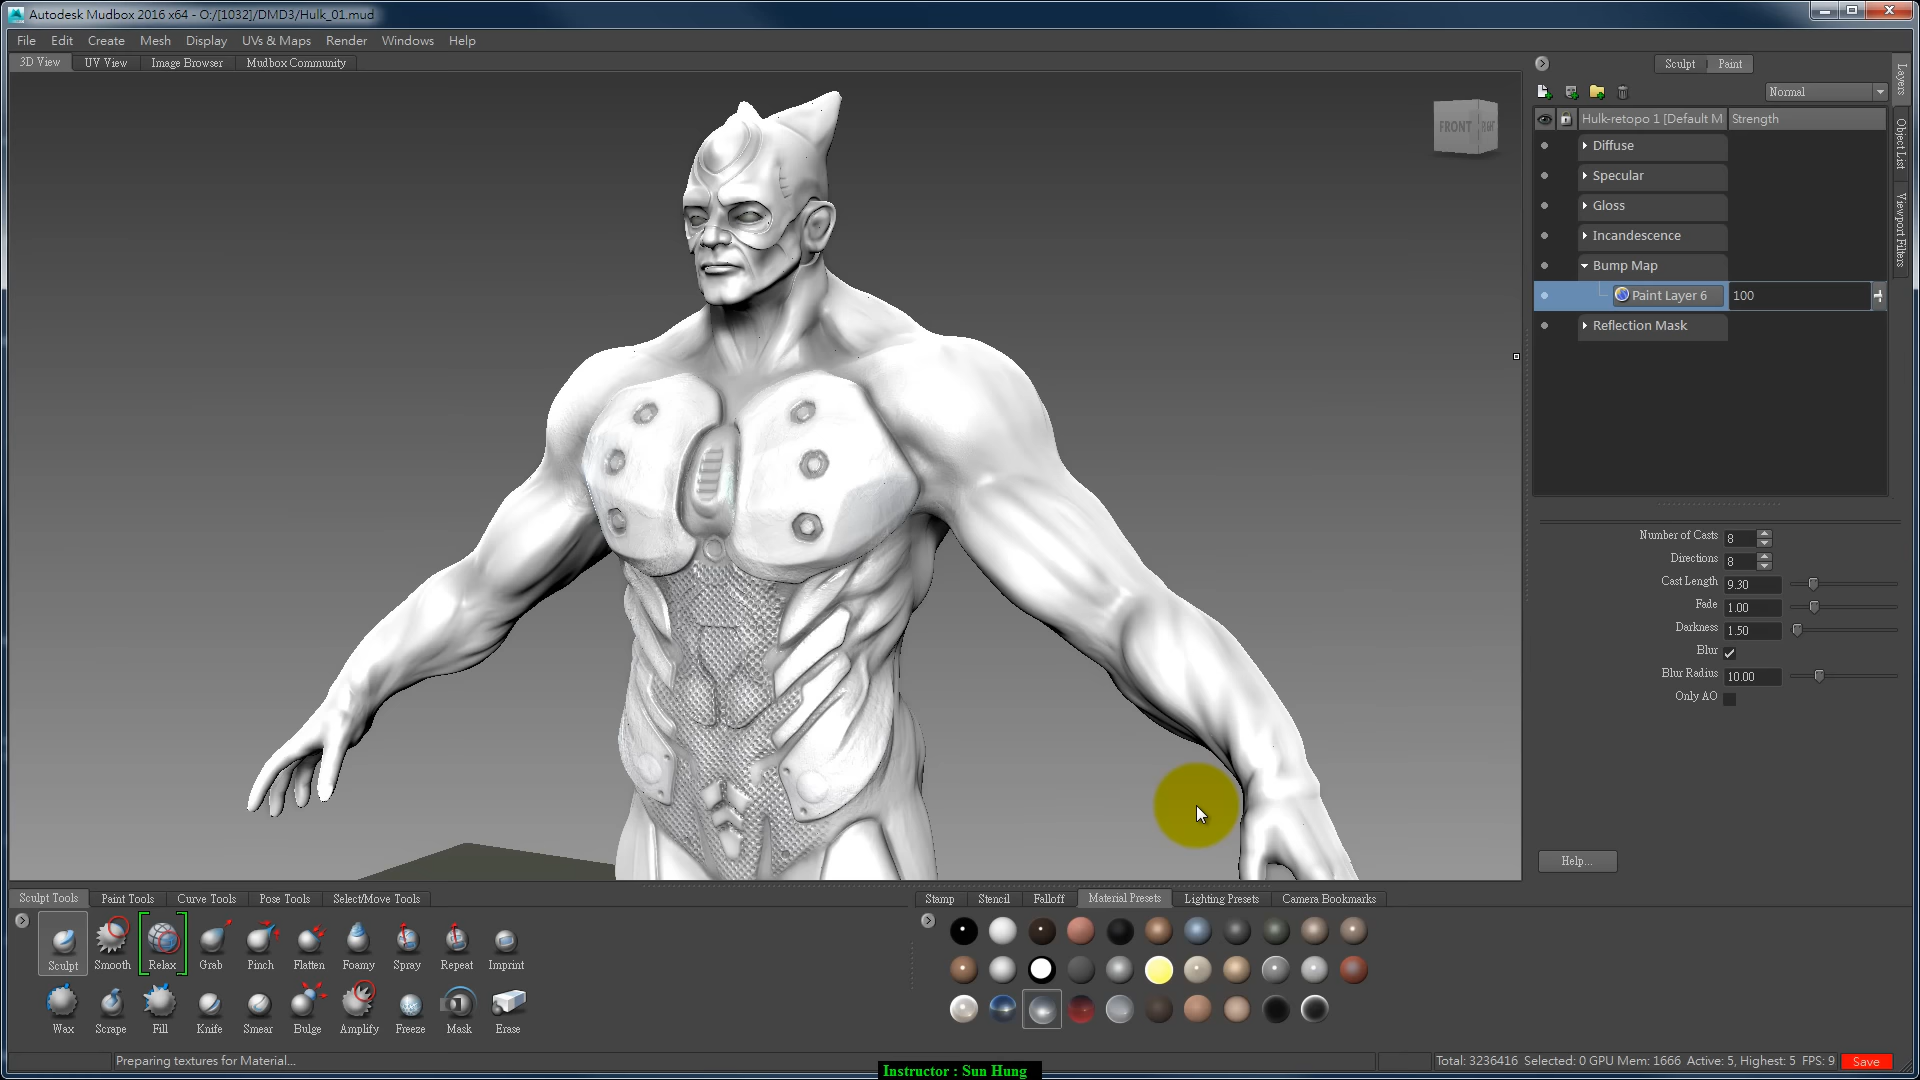 Autodesk Mudbox 2016 x64 - O:/[1032]/DMD3/Hulk_01.mud
File Edit Create Mesh Display UVs & Maps Render Windows Help
3D View UV View Image Browser Mudbox Community
Sculpt Paint
Normal
Hulk-retopo 1 [Default M Strength
Diffuse
Specular
Gloss
Incandescence
Bump Map
Paint Layer 6 100
Reflection Mask
Layers
Object List
Viewport Filters
FRONT
Number of Casts 8
Directions 8
Cast Length 9.30
Fade 1.00
Darkness 1.50
Blur
Blur Radius 10.00
Only AO
Help...
Sculpt Tools Paint Tools Curve Tools Pose Tools Select/Move Tools
Sculpt Smooth Relax Grab Pinch Flatten Foamy Spray Repeat Imprint
Wax Scrape Fill Knife Smear Bulge Amplify Freeze Mask Erase
Stamp Stencil Falloff Material Presets Lighting Presets Camera Bookmarks
Preparing textures for Material...
Total: 3236416 Selected: 0 GPU Mem: 1666 Active: 5, Highest: 5 FPS: 9
Save
Instructor : Sun Hung